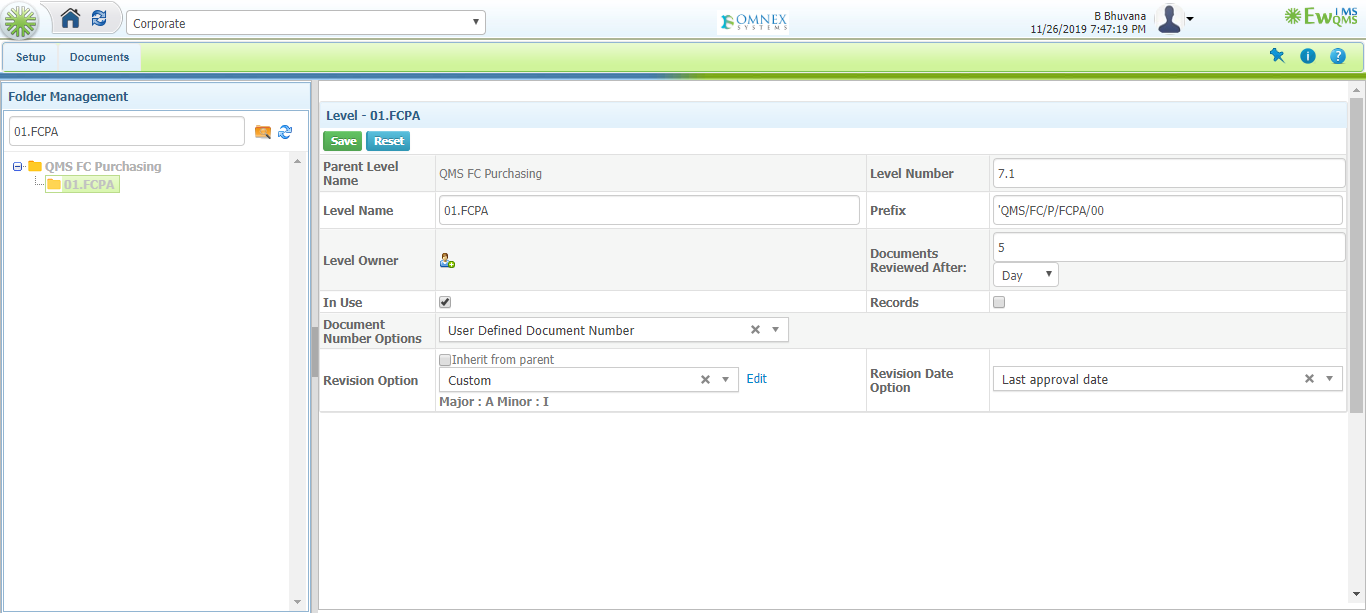 Corporate
OMNEX
SYSTEMS
B Bhuvana
11/26/2019 7:47:19 PM
EwIMS
QMS
Setup
Documents
Folder Management
01.FCPA
QMS FC Purchasing
01.FCPA
Level - 01.FCPA
Save
Reset
Parent Level
Name
QMS FC Purchasing
Level Number
7.1
Level Name
01.FCPA
Prefix
'QMS/FC/P/FCPA/00
Level Owner
Documents
Reviewed After:
5
Day
In Use
Records
Document
Number Options
User Defined Document Number
Revision Option
Inherit from parent
Custom
Edit
Major : A Minor : I
Revision Date
Option
Last approval date